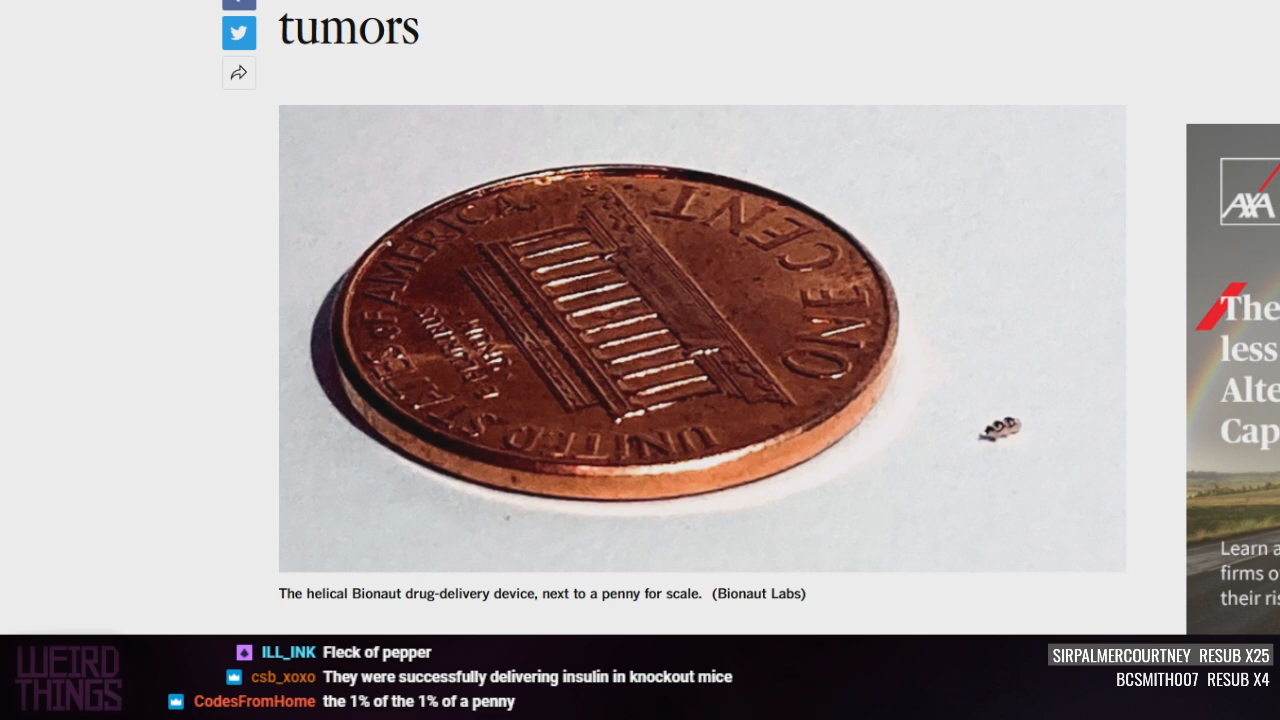 tumors
UNITED STATES OF AMERICA
ONE CENT
E PLURIBUS
UNUM
The helical Bionaut drug-delivery device, next to a penny for scale. (Bionaut Labs)
AXA
The
less
Alte
Cap
Learn a
firms o
their ris
WEIRD
THINGS
ILL_INK Fleck of pepper
csb_xoxo They were successfully delivering insulin in knockout mice
CodesFromHome the 1% of the 1% of a penny
SIRPALMERCOURTNEY RESUB X25
BCSMITH007 RESUB X4